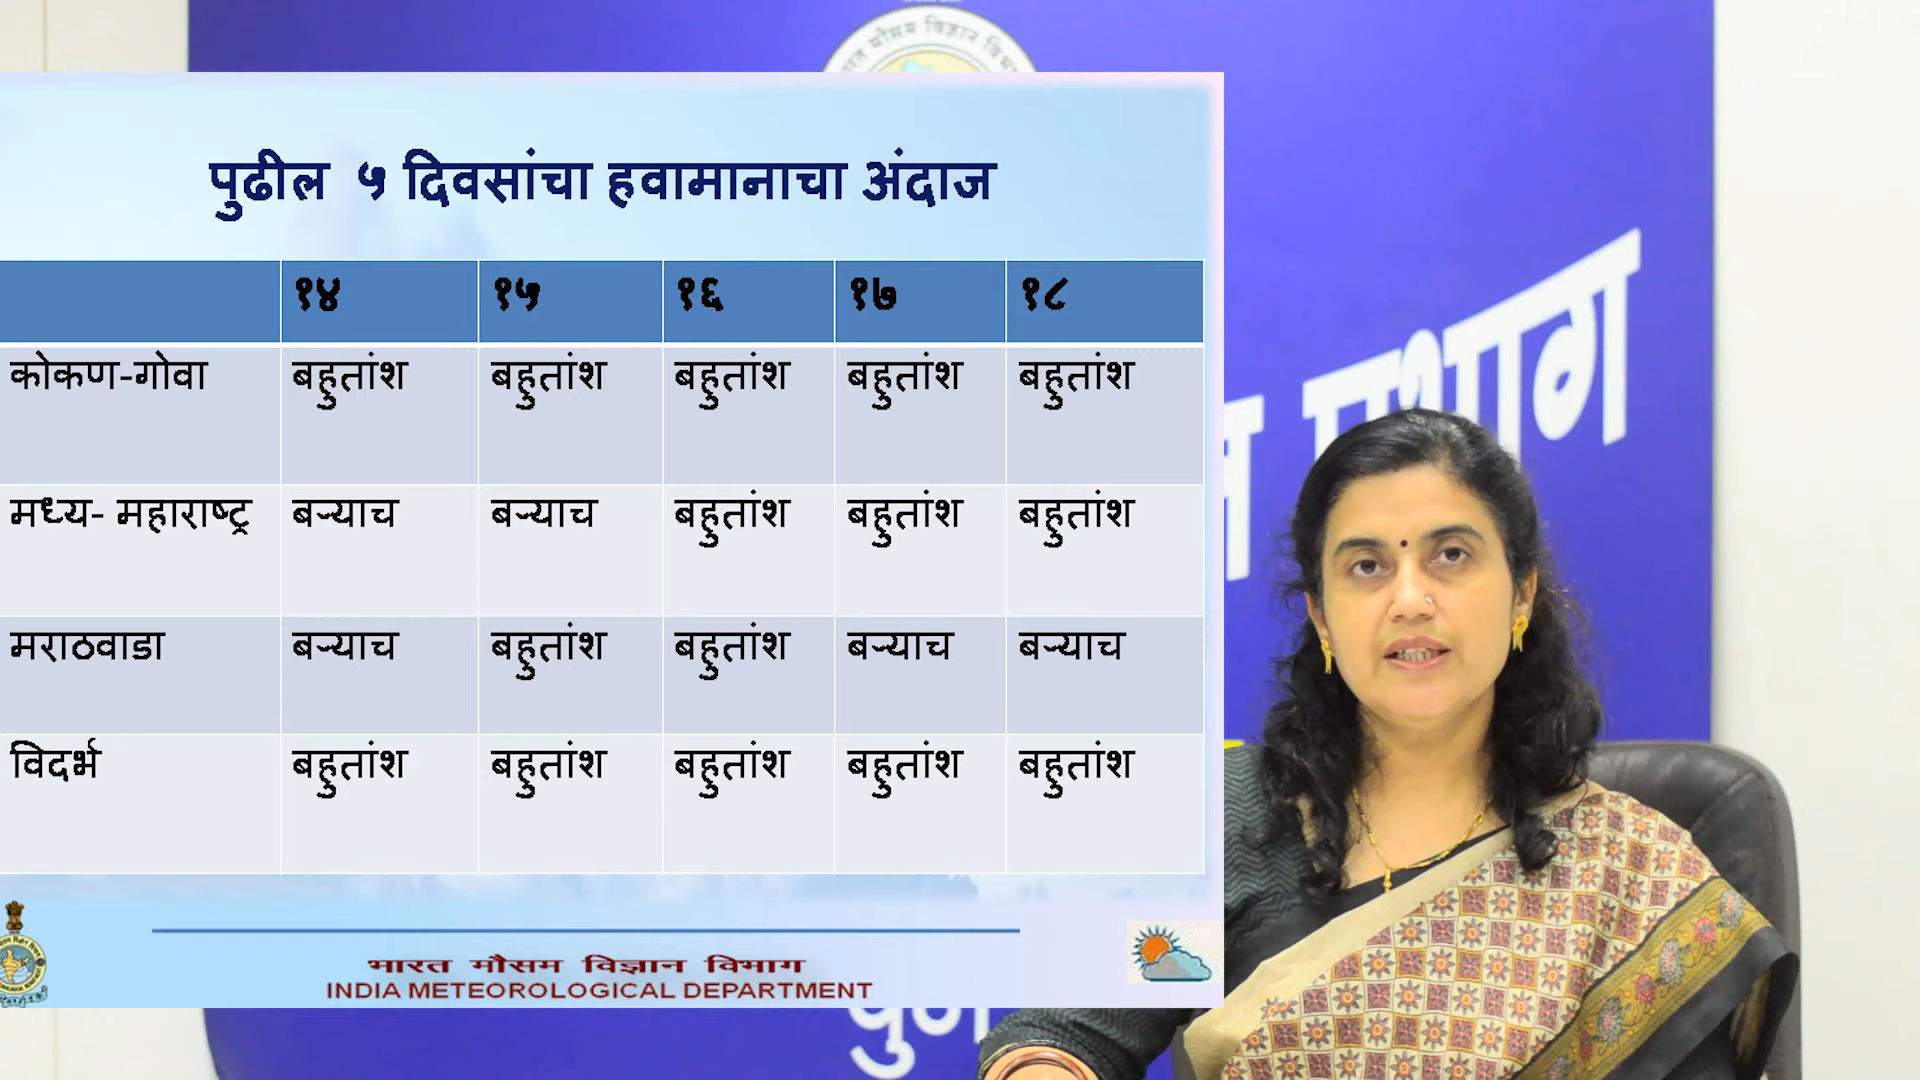 भारत मौसम विज्ञान विभाग
पुढील ५ दिवसांचा हवामानाचा अंदाज
१४ १५ १६ १७ १८
कोकण-गोवा बहुतांश बहुतांश बहुतांश बहुतांश बहुतांश
मध्य- महाराष्ट्र बऱ्याच बऱ्याच बहुतांश बहुतांश बहुतांश
मराठवाडा बऱ्याच बहुतांश बहुतांश बऱ्याच बऱ्याच
विदर्भ बहुतांश बहुतांश बहुतांश बहुतांश बहुतांश
भारत मौसम विज्ञान विभाग
INDIA METEOROLOGICAL DEPARTMENT
पुणे